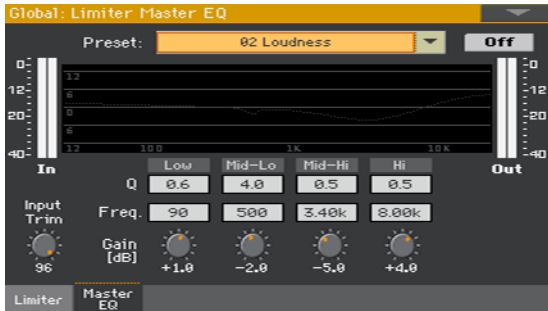 Global: Limiter Master EQ
Preset: 02 Loudness Off
0 12 0
12 6 12
20 0 20
6
40 12 100 1K 10K 40
In Low Mid-Lo Mid-Hi Hi Out
Q 0.6 4.0 0.5 0.5
Input Trim Freq. 90 500 3.40k 8.00k
Gain [dB]
96 +1.0 -2.0 -5.0 +4.0
Limiter Master EQ